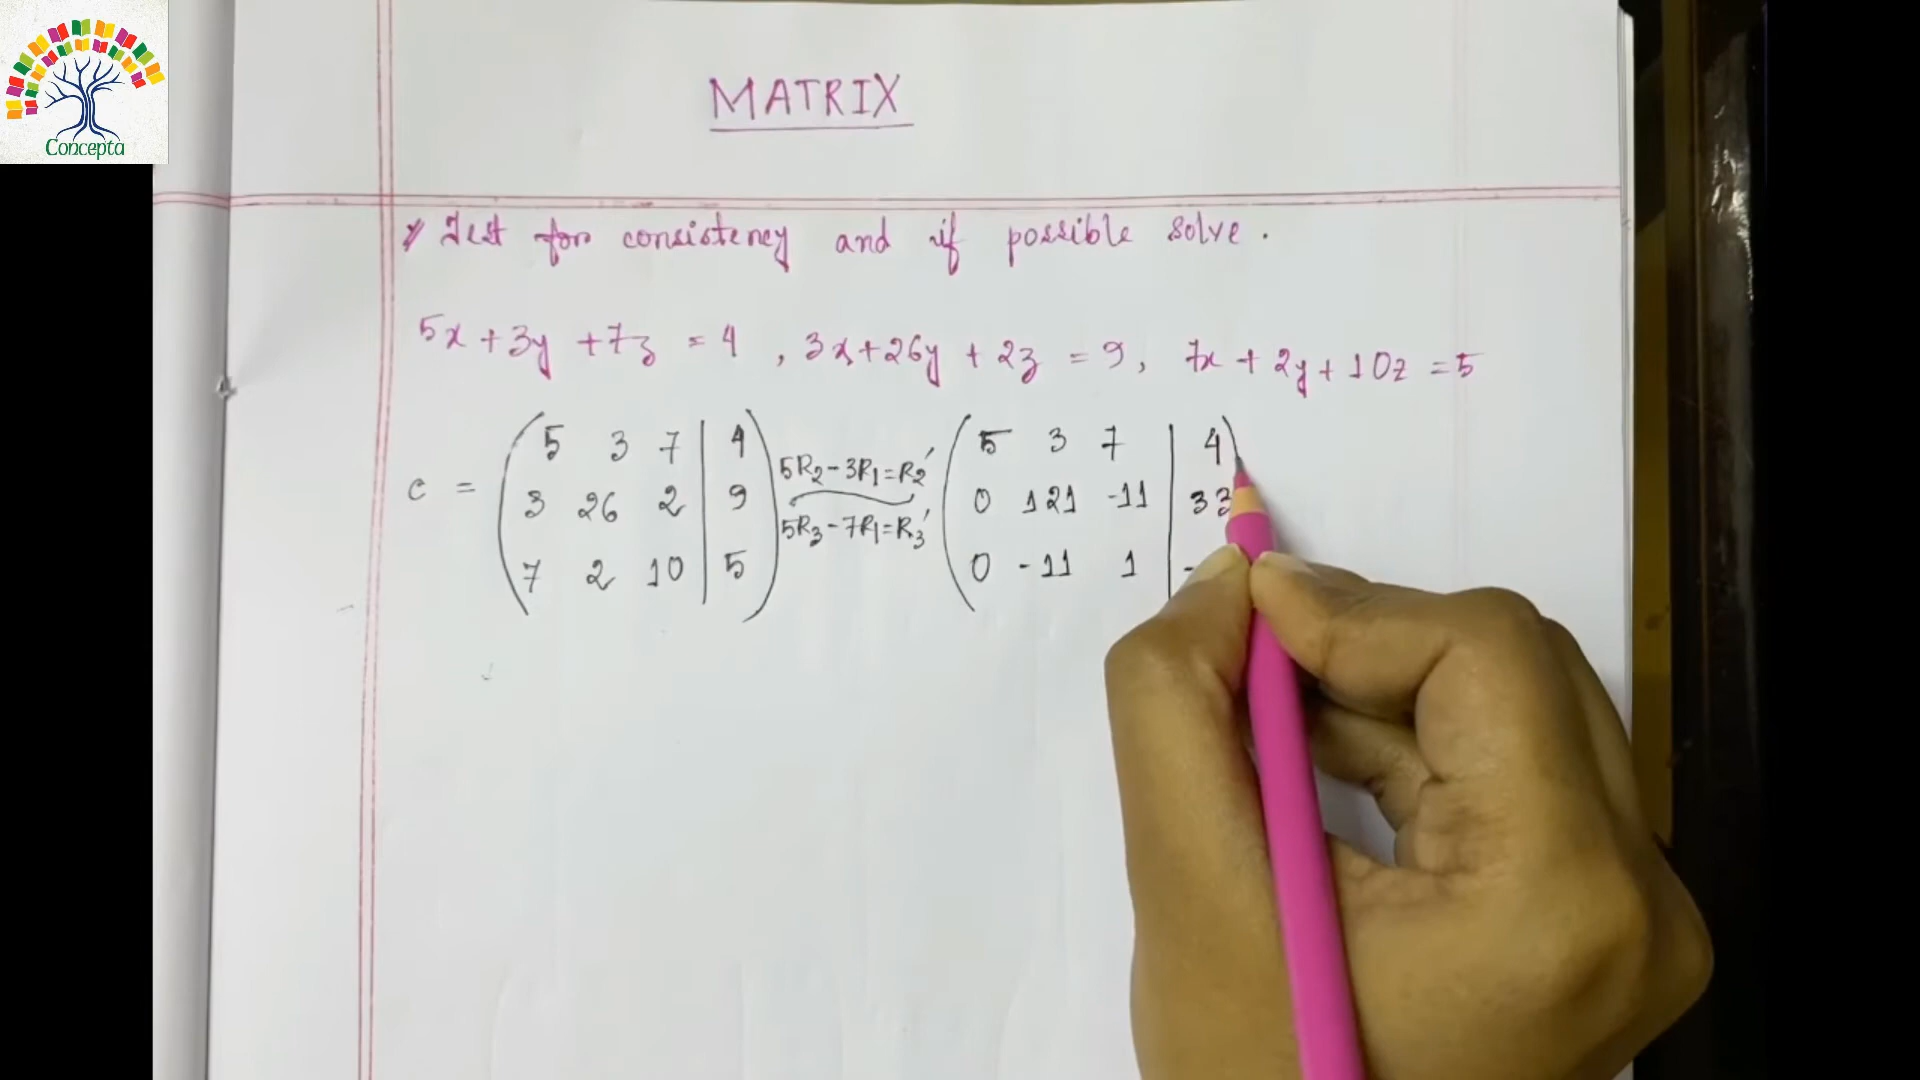 Concepta
MATRIX
Test for consistency and if possible solve.
5x + 3y + 7z = 4 , 3x + 26y + 2z = 9, 7x + 2y + 10z = 5
5 3 7 | 4 5R2 - 3R1 = R2' 5 3 7 | 4
c = 3 26 2 | 9 5R3 - 7R1 = R3' 0 121 -11 | 33
7 2 10 | 5 0 -11 1 | -